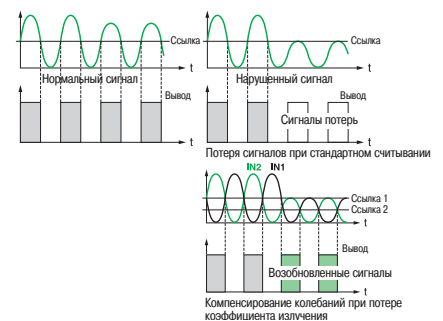 Ссылка
t
Нормальный сигнал
Вывод
t
Ссылка
t
Нарушенный сигнал
Вывод
Сигналы потерь
t
Потеря сигналов при стандартном считывании
IN2 IN1
Ссылка 1
Ссылка 2
t
Вывод
Возобновленные сигналы
t
Компенсирование колебаний при потере
коэффициента излучения